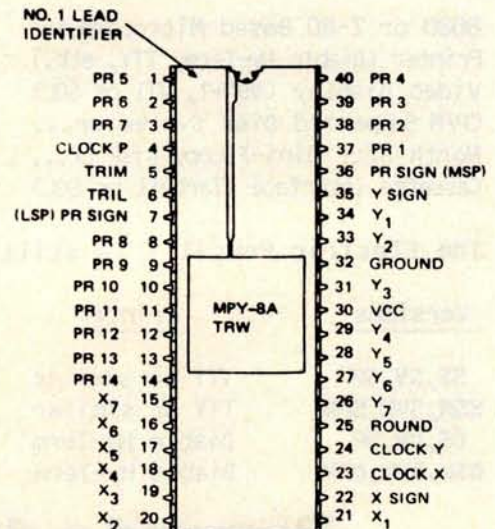 NO. 1 LEAD
IDENTIFIER
PR 5 1
PR 6 2
PR 7 3
CLOCK P 4
TRIM 5
TRIL 6
(LSP) PR SIGN 7
PR 8 8
PR 9 9
PR 10 10
PR 11 11
PR 12 12
PR 13 13
PR 14 14
X7 15
X6 16
X5 17
X4 18
X3 19
X2 20
MPY-8A
TRW
40 PR 4
39 PR 3
38 PR 2
37 PR 1
36 PR SIGN (MSP)
35 Y SIGN
34 Y1
33 Y2
32 GROUND
31 Y3
30 VCC
29 Y4
28 Y5
27 Y6
26 Y7
25 ROUND
24 CLOCK Y
23 CLOCK X
22 X SIGN
21 X1